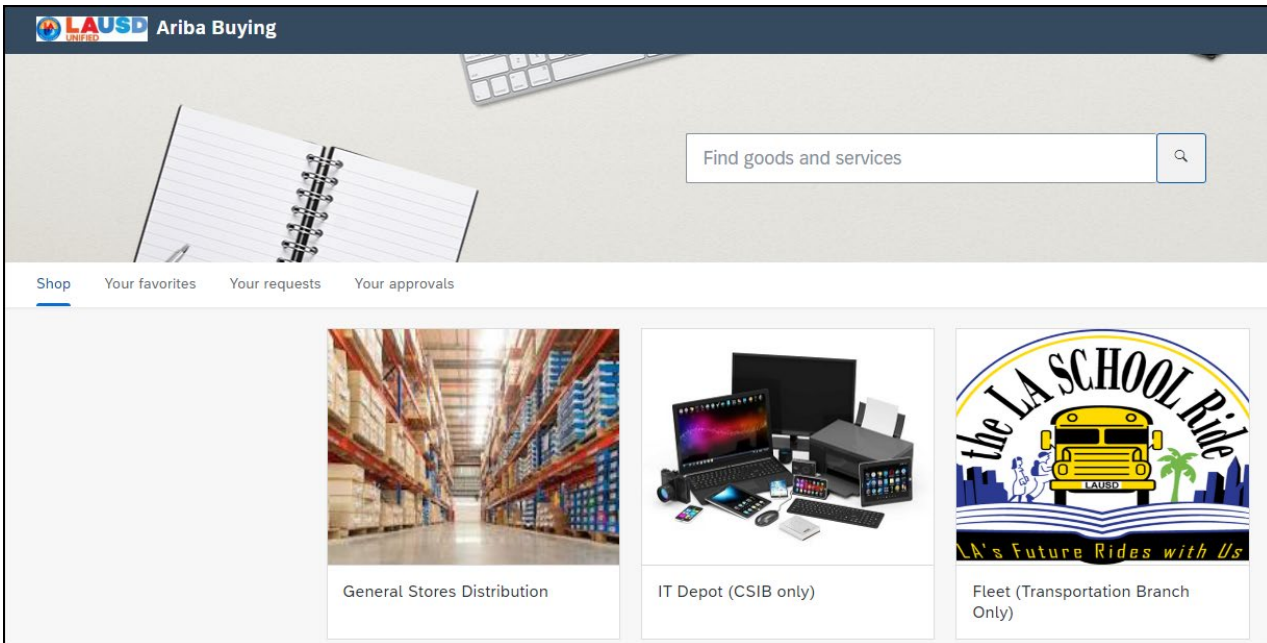 LAUSD
UNIFIED
Ariba Buying
Find goods and services
Shop Your favorites Your requests Your approvals
the LA SCHOOL Ride
LAUSD
LA's Future Rides with Us
General Stores Distribution
IT Depot (CSIB only)
Fleet (Transportation Branch
Only)